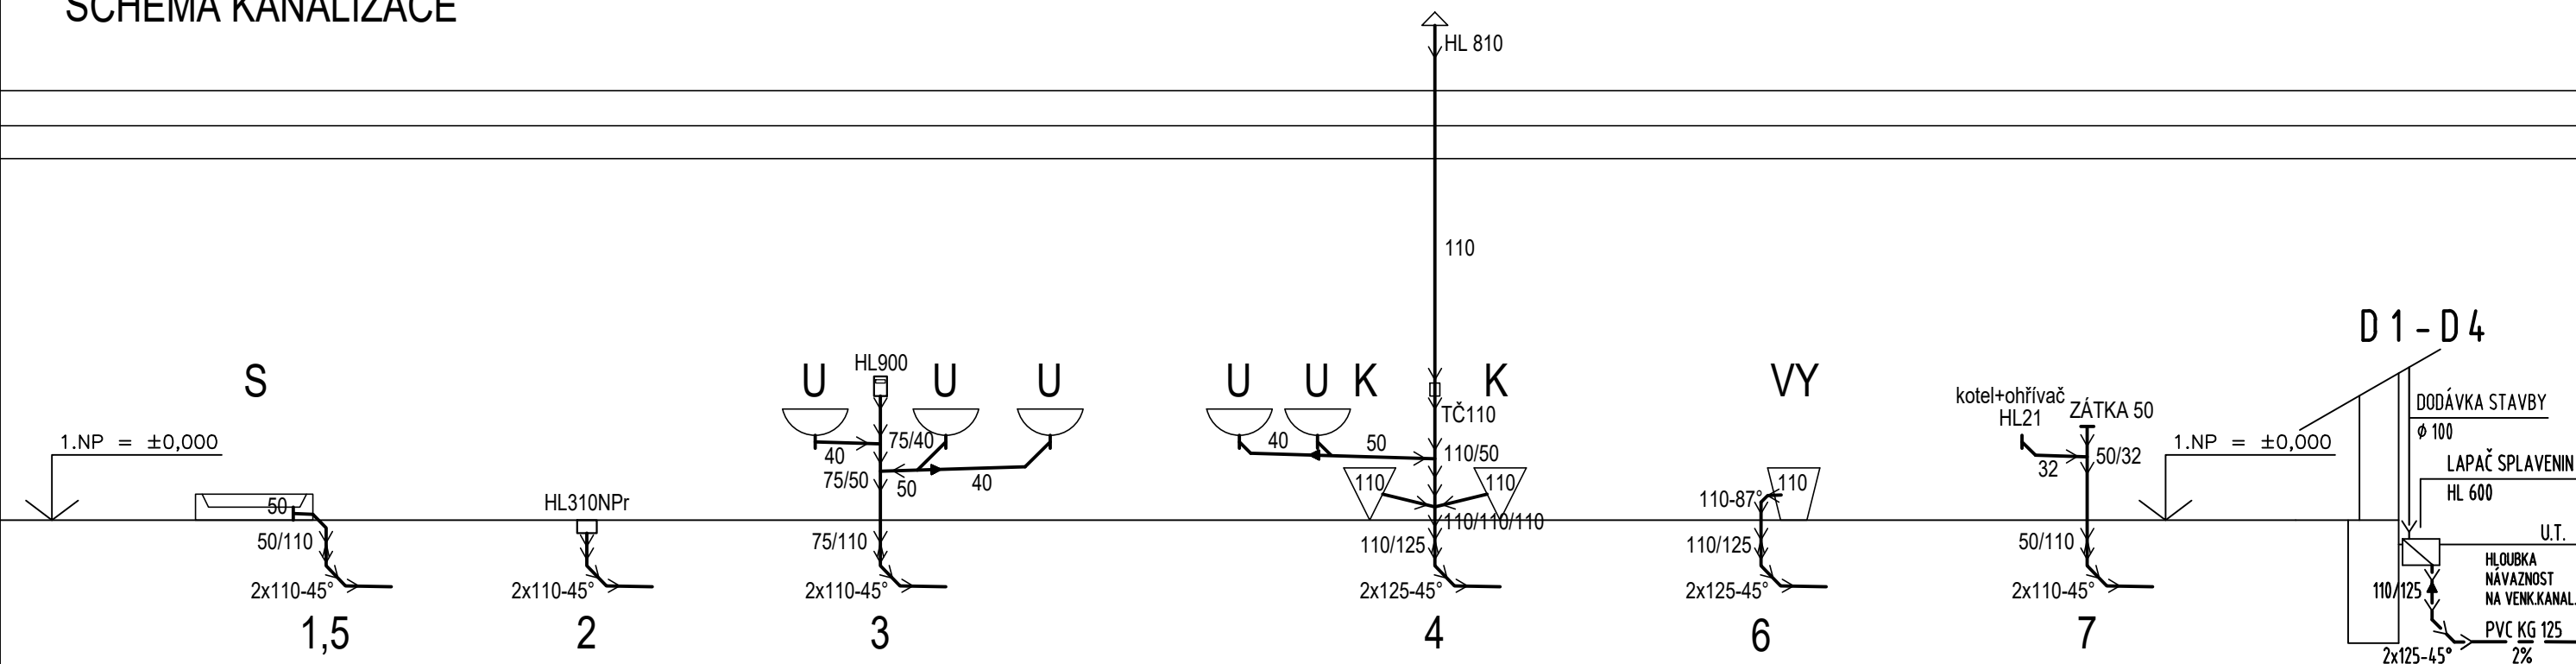 SCHÉMA KANALIZACE
HL 810
110
D 1 - D 4
S
U
HL900
U
U
U
U
K
K
VY
kotel+ohřívač
HL21
ZÁTKA 50
DODÁVKA STAVBY
ø 100
TČ110
1.NP = ±0,000
40
75/40
75/50
50
40
40
50
110/50
32
50/32
1.NP = ±0,000
LAPAČ SPLAVENIN
HL 600
50
HL310NPr
110
110
110-87°
110
110/110/110
50/110
75/110
110/125
110/125
50/110
U.T.
HLOUBKA
NÁVAZNOST
NA VENK.KANAL.
110/125
2x110-45°
2x110-45°
2x110-45°
2x125-45°
2x125-45°
2x110-45°
PVC KG 125
2%
2x125-45°
1,5
2
3
4
6
7